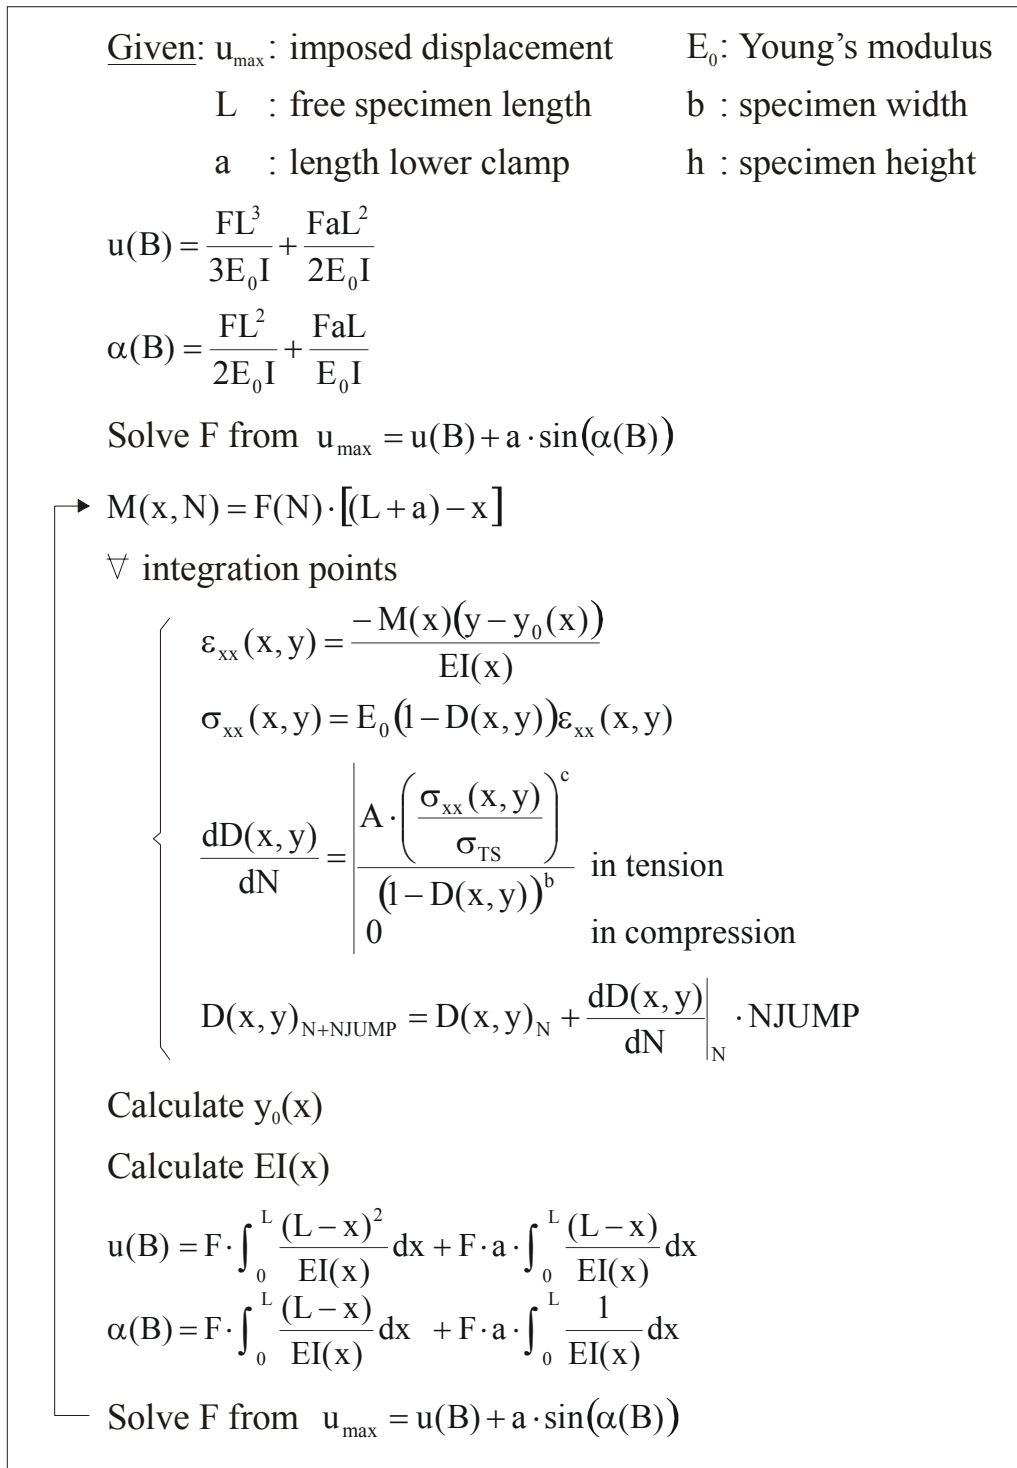 Given: u_max : imposed displacement E_0: Young's modulus
L : free specimen length b : specimen width
a : length lower clamp h : specimen height
u(B) = FL^3/(3E_0I) + FaL^2/(2E_0I)
α(B) = FL^2/(2E_0I) + FaL/(E_0I)
Solve F from u_max = u(B) + a · sin(α(B))
M(x, N) = F(N) · [(L + a) − x]
∀ integration points
ε_xx(x, y) = −M(x)(y − y_0(x)) / EI(x)
σ_xx(x, y) = E_0(1 − D(x, y))ε_xx(x, y)
dD(x, y)/dN = | A · (σ_xx(x, y)/σ_TS)^c / (1 − D(x, y))^b in tension
0 in compression
D(x, y)_N+NJUMP = D(x, y)_N + dD(x, y)/dN |_N · NJUMP
Calculate y_0(x)
Calculate EI(x)
u(B) = F · ∫_0^L (L − x)^2/EI(x) dx + F · a · ∫_0^L (L − x)/EI(x) dx
α(B) = F · ∫_0^L (L − x)/EI(x) dx + F · a · ∫_0^L 1/EI(x) dx
Solve F from u_max = u(B) + a · sin(α(B))